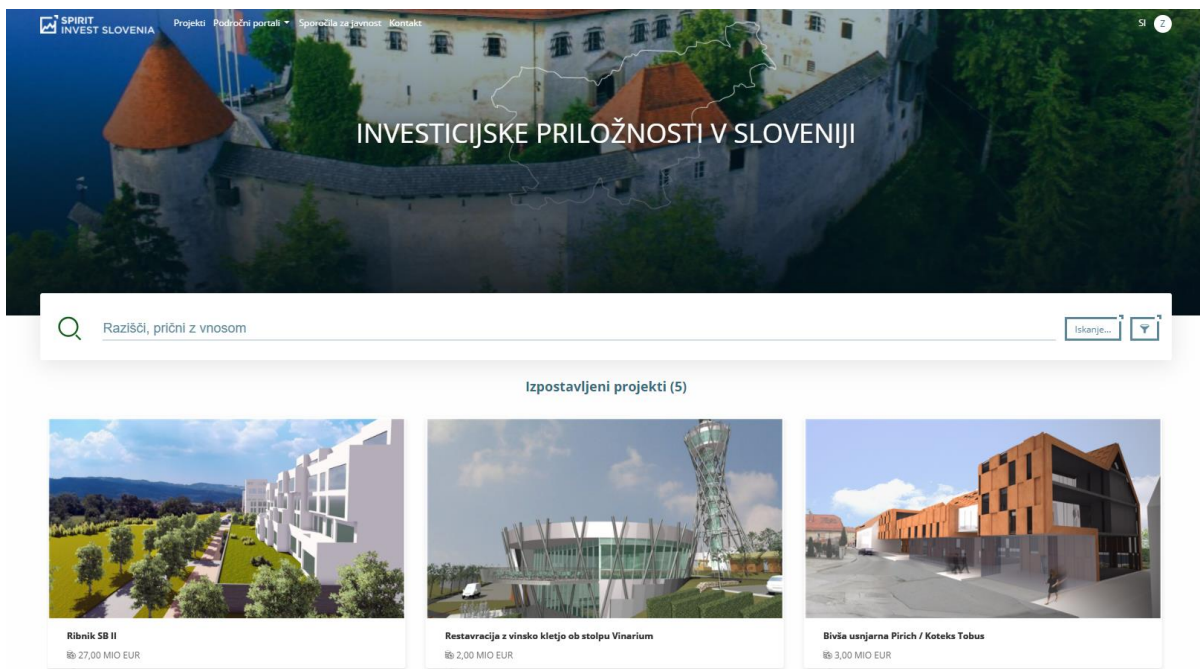 SPIRIT
INVEST SLOVENIA
Projekti Področni portali Sporočila za javnost Kontakt
SI Z
INVESTICIJSKE PRILOŽNOSTI V SLOVENIJI
Razišči, prični z vnosom
Iskanje...
Izpostavljeni projekti (5)
Ribnik SB II
27,00 MIO EUR
Restavracija z vinsko kletjo ob stolpu Vinarium
2,00 MIO EUR
Bivša usnjarna Pirich / Koteks Tobus
3,00 MIO EUR